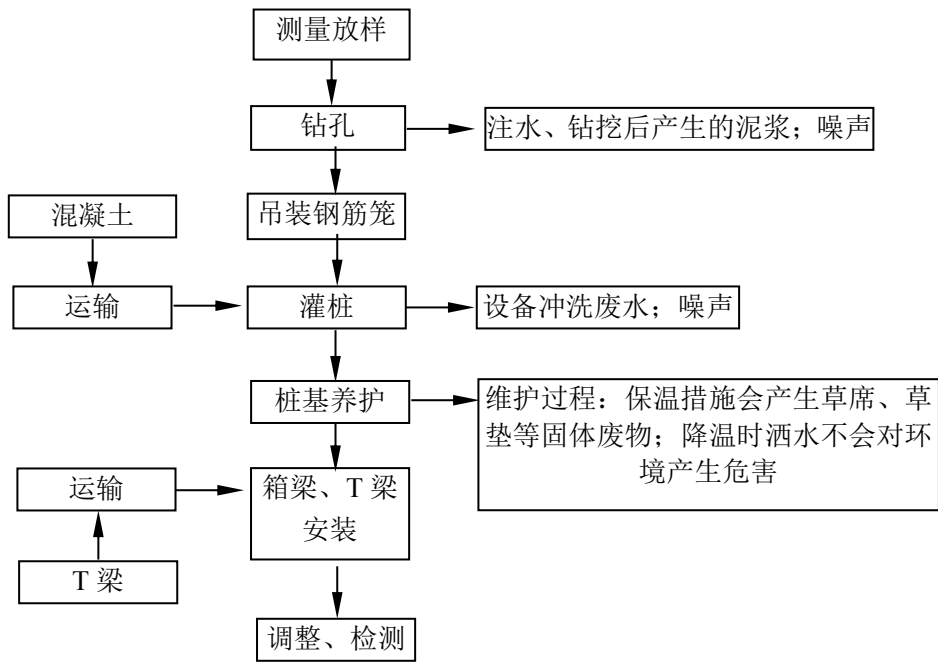 测量放样
钻孔
注水、钻挖后产生的泥浆；噪声
吊装钢筋笼
混凝土
运输
灌桩
设备冲洗废水；噪声
桩基养护
维护过程：保温措施会产生草席、草
垫等固体废物；降温时洒水不会对环
境产生危害
运输
箱梁、T 梁
安装
T 梁
调整、检测